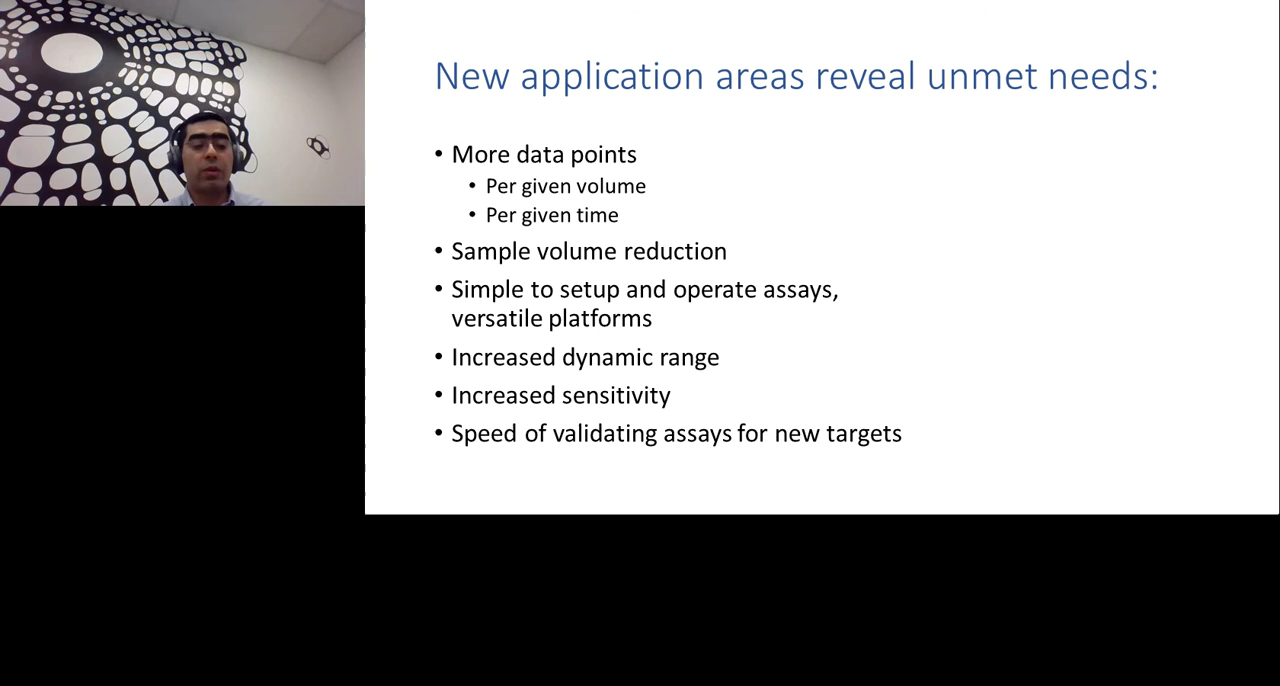 New application areas reveal unmet needs:
• More data points
• Per given volume
• Per given time
• Sample volume reduction
• Simple to setup and operate assays,
versatile platforms
• Increased dynamic range
• Increased sensitivity
• Speed of validating assays for new targets